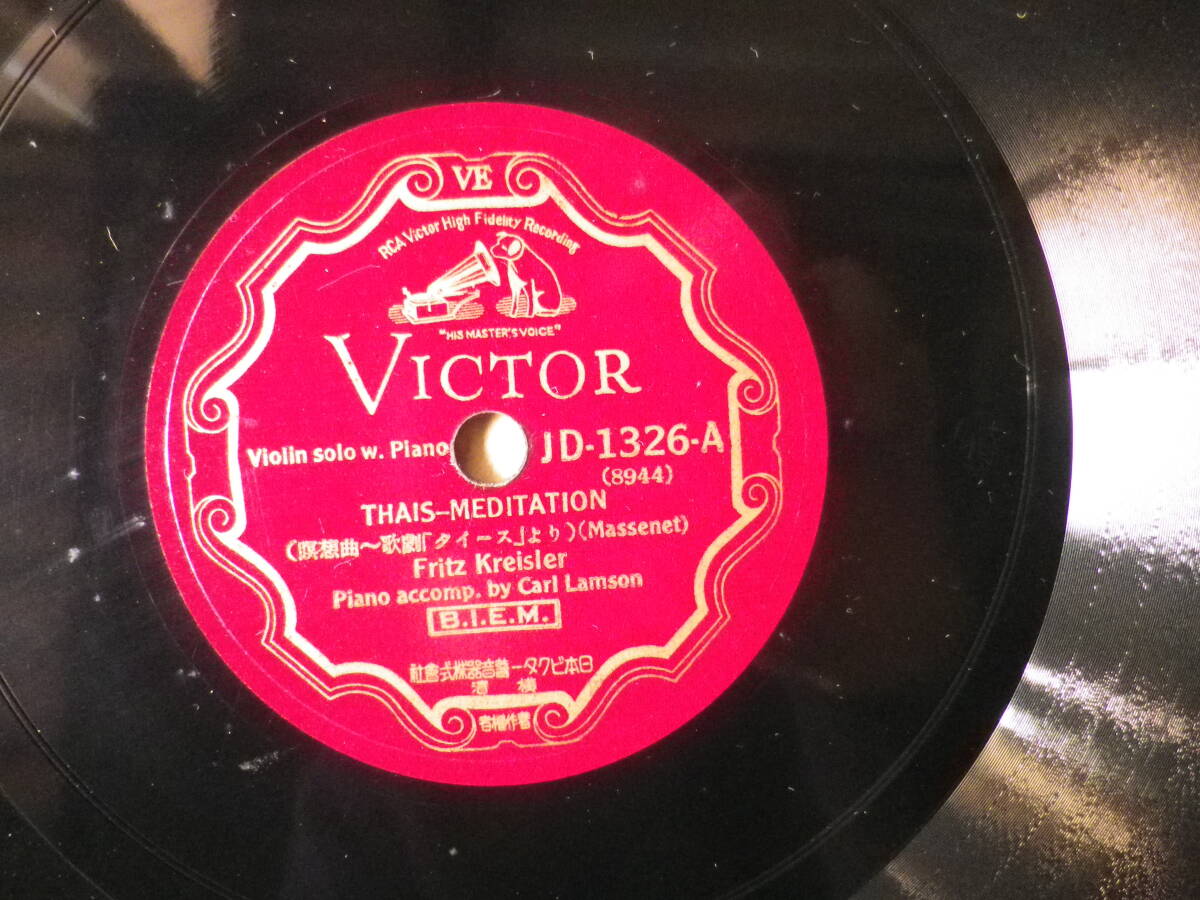 VE
RCA Victor High Fidelity Recording
"HIS MASTER'S VOICE"
VICTOR
Violin solo w. Piano JD-1326-A
(8944)
THAIS–MEDITATION
(瞑想曲〜歌劇「タイース」より)(Massenet)
Fritz Kreisler
Piano accomp. by Carl Lamson
B.I.E.M.
社會式株器音蓄ータクビ本日
濱橫
者權作著